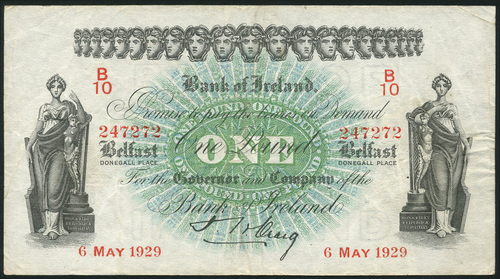 B
10
Bank of Ireland.
B
10
Promise to pay the bearer on Demand
247272
One Pound
247272
ONE
Belfast
Belfast
DONEGALL PLACE
DONEGALL PLACE
For the Governor and Company of the
Bank of Ireland
6 MAY 1929
6 MAY 1929